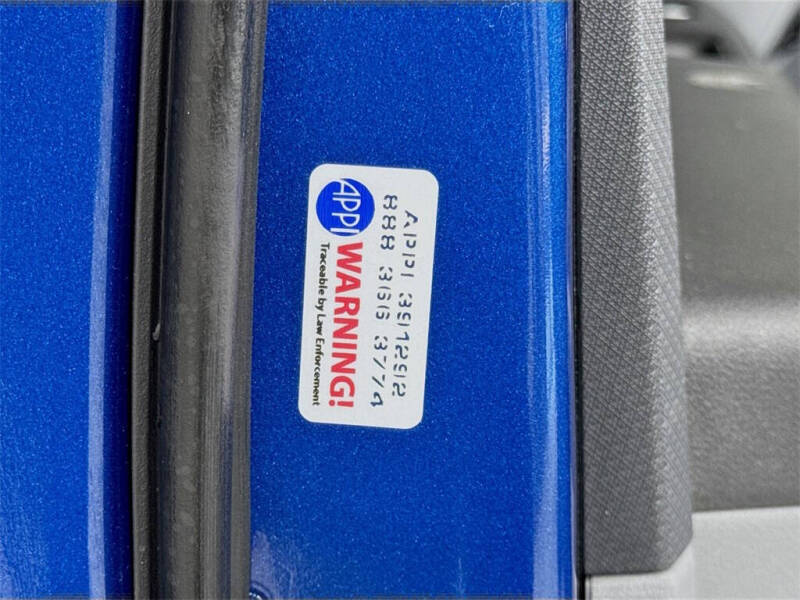 APPI
888 366 3774
APPI WARNING!
Traceable by Law Enforcement